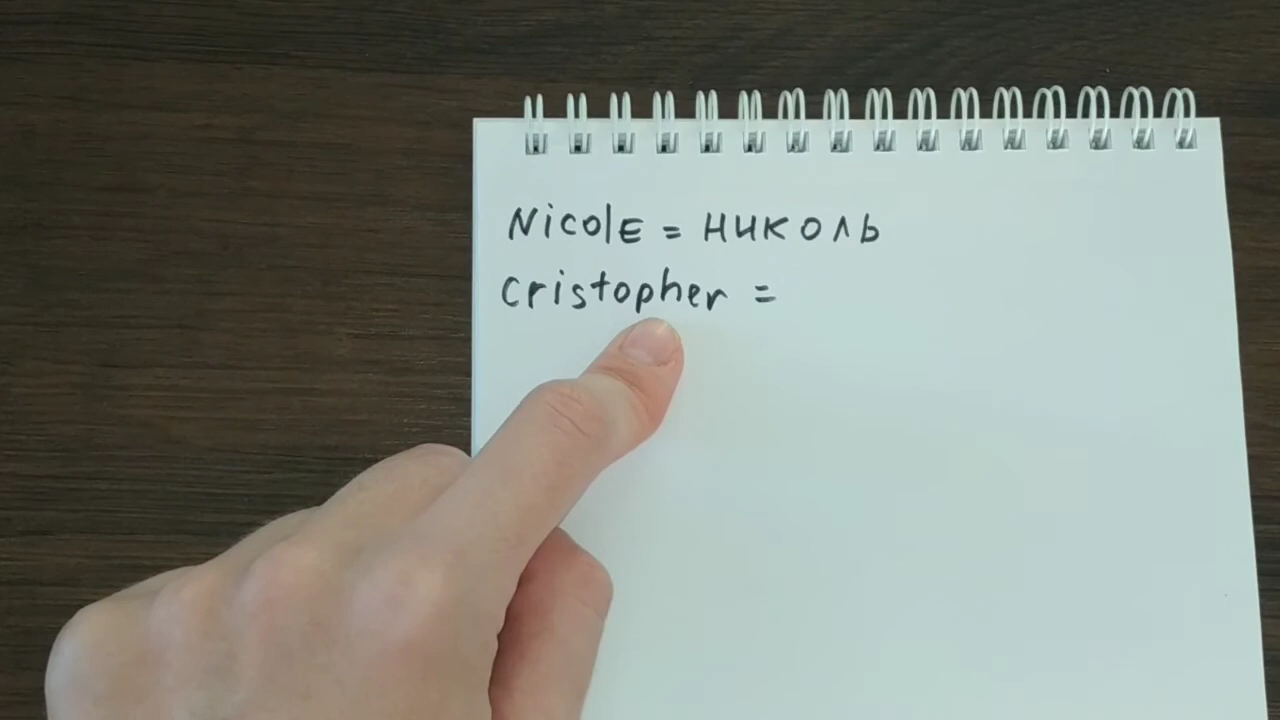 NicolE = НИКОЛЬ
Cristopher =